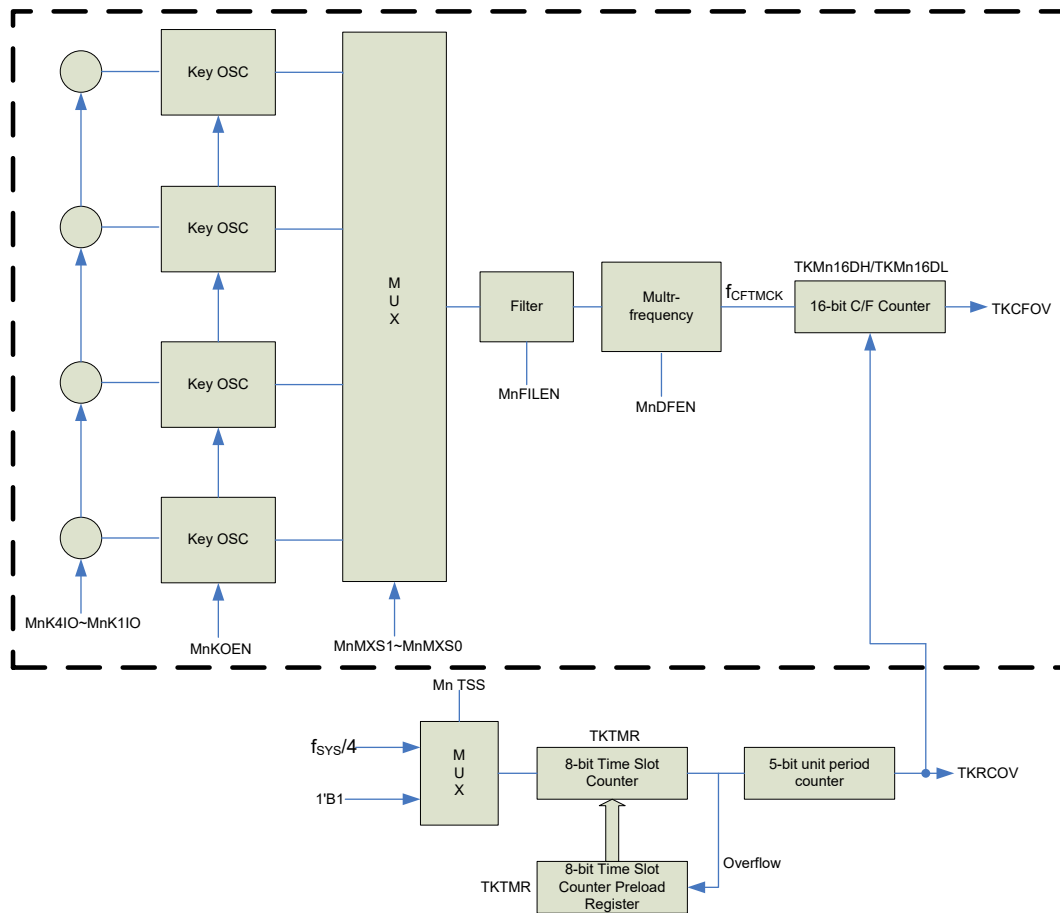 Key OSC
Key OSC
Key OSC
Key OSC
M
U
X
Filter
Multr-
frequency
fCFTMCK
TKMn16DH/TKMn16DL
16-bit C/F Counter
TKCFOV
MnFILEN
MnDFEN
MnK4IO~MnK1IO
MnKOEN
MnMXS1~MnMXS0
Mn TSS
fSYS/4
1'B1
M
U
X
TKTMR
8-bit Time Slot
Counter
5-bit unit period
counter
TKRCOV
Overflow
TKTMR
8-bit Time Slot
Counter Preload
Register